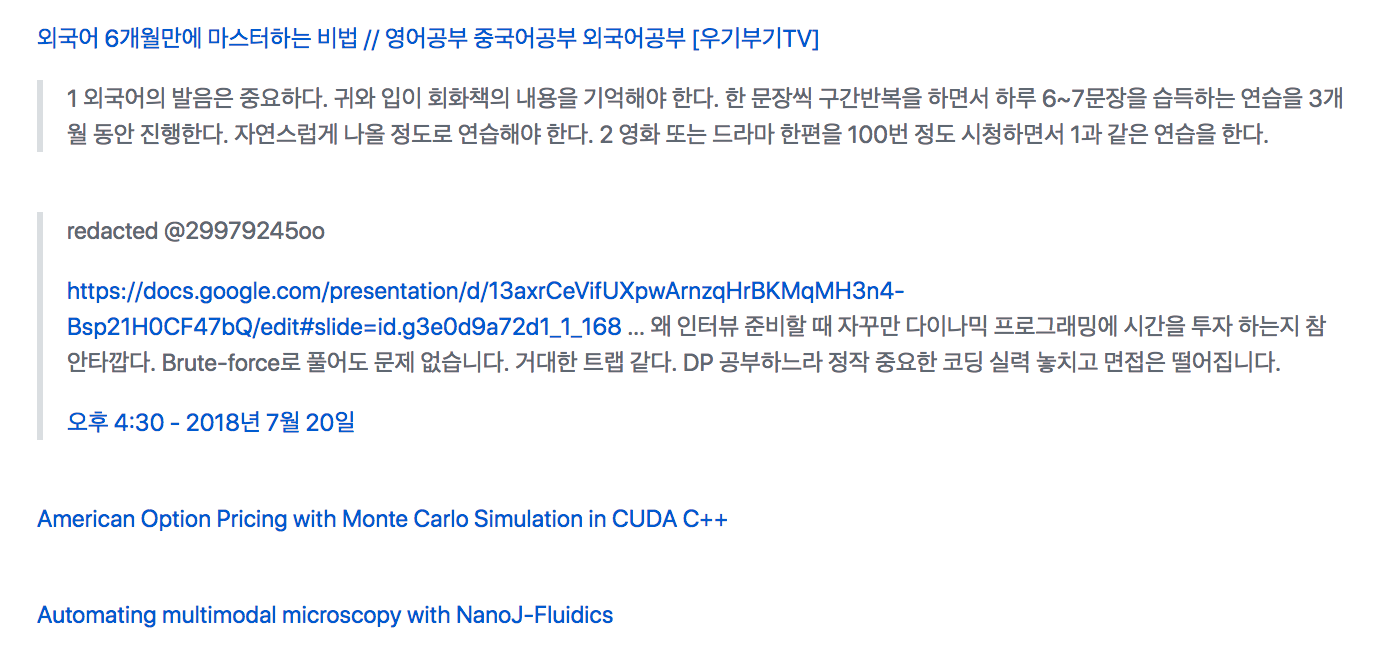 외국어 6개월만에 마스터하는 비법 // 영어공부 중국어공부 외국어공부 [우기부기TV]
1 외국어의 발음은 중요하다. 귀와 입이 회화책의 내용을 기억해야 한다. 한 문장씩 구간반복을 하면서 하루 6~7문장을 습득하는 연습을 3개
월 동안 진행한다. 자연스럽게 나올 정도로 연습해야 한다. 2 영화 또는 드라마 한편을 100번 정도 시청하면서 1과 같은 연습을 한다.
redacted @29979245oo
https://docs.google.com/presentation/d/13axrCeVifUXpwArnzqHrBKMqMH3n4-
Bsp21H0CF47bQ/edit#slide=id.g3e0d9a72d1_1_168 ... 왜 인터뷰 준비할 때 자꾸만 다이나믹 프로그래밍에 시간을 투자 하는지 참
안타깝다. Brute-force로 풀어도 문제 없습니다. 거대한 트랩 같다. DP 공부하느라 정작 중요한 코딩 실력 놓치고 면접은 떨어집니다.
오후 4:30 - 2018년 7월 20일
American Option Pricing with Monte Carlo Simulation in CUDA C++
Automating multimodal microscopy with NanoJ-Fluidics